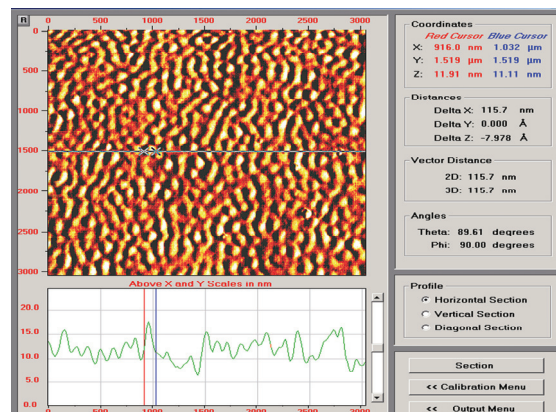 R
0 500 1000 1500 2000 2500 3000
0
500
1000
1500
2000
2500
3000
Above X and Y Scales in nm
20.0
15.0
10.0
5.0
0.0
0 500 1000 1500 2000 2500 3000
Coordinates
Red Cursor Blue Cursor
X: 916.0 nm 1.032 µm
Y: 1.519 µm 1.519 µm
Z: 11.91 nm 11.11 nm
Distances
Delta X: 115.7 nm
Delta Y: 0.000 Å
Delta Z: -7.978 Å
Vector Distance
2D: 115.7 nm
3D: 115.7 nm
Angles
Theta: 89.61 degrees
Phi: 90.00 degrees
Profile
Horizontal Section
Vertical Section
Diagonal Section
Section
<< Calibration Menu
<< Output Menu